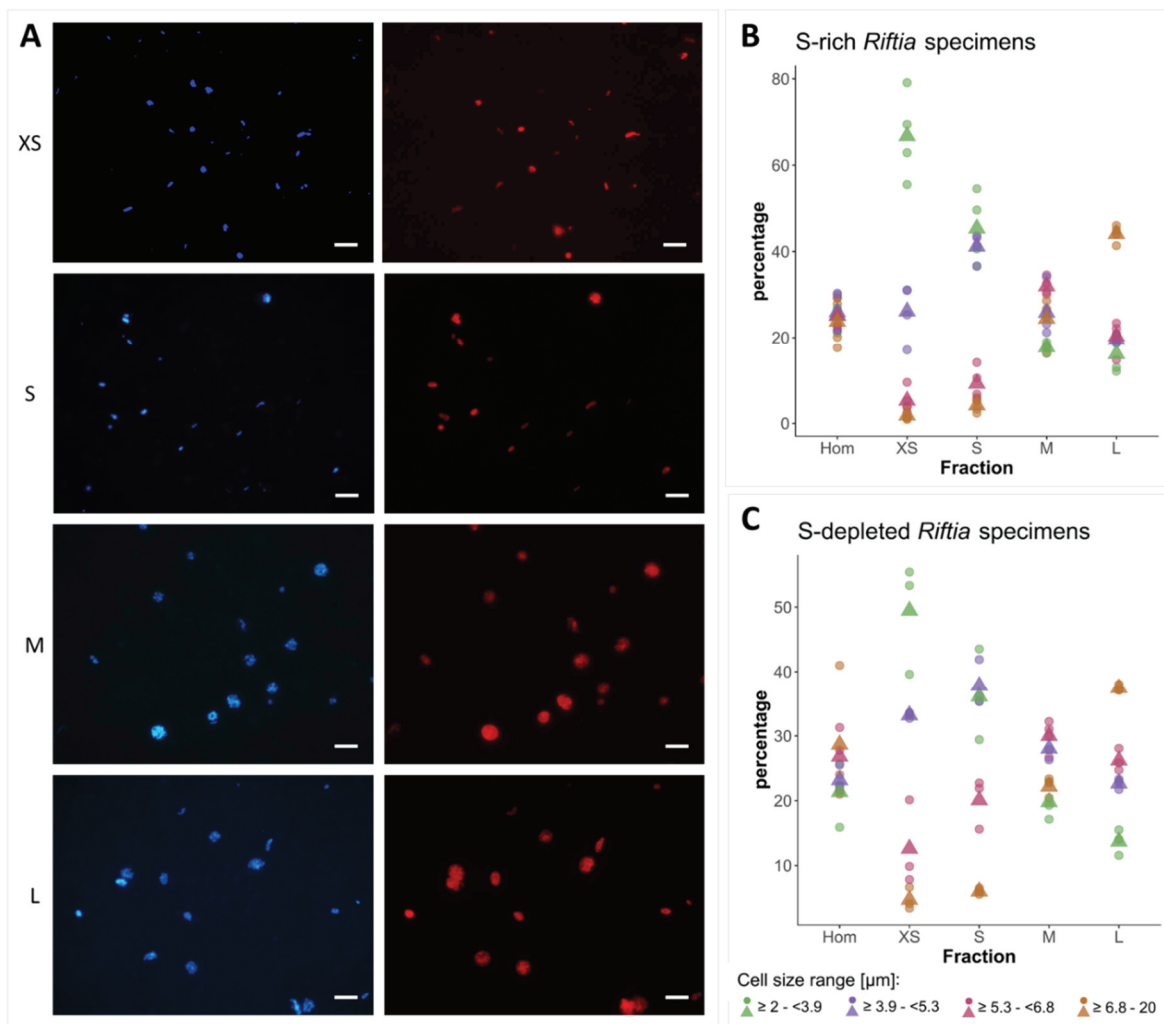 A
XS
S
M
L
B
S-rich Riftia specimens
percentage
80
60
40
20
0
Hom XS S M L
Fraction
C
S-depleted Riftia specimens
percentage
50
40
30
20
10
Hom XS S M L
Fraction
Cell size range [µm]:
≥ 2 - <3.9 ≥ 3.9 - <5.3 ≥ 5.3 - <6.8 ≥ 6.8 - 20